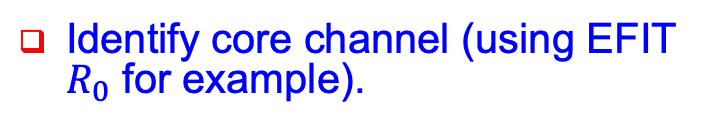 ❑ Identify core channel (using EFIT
R₀ for example).